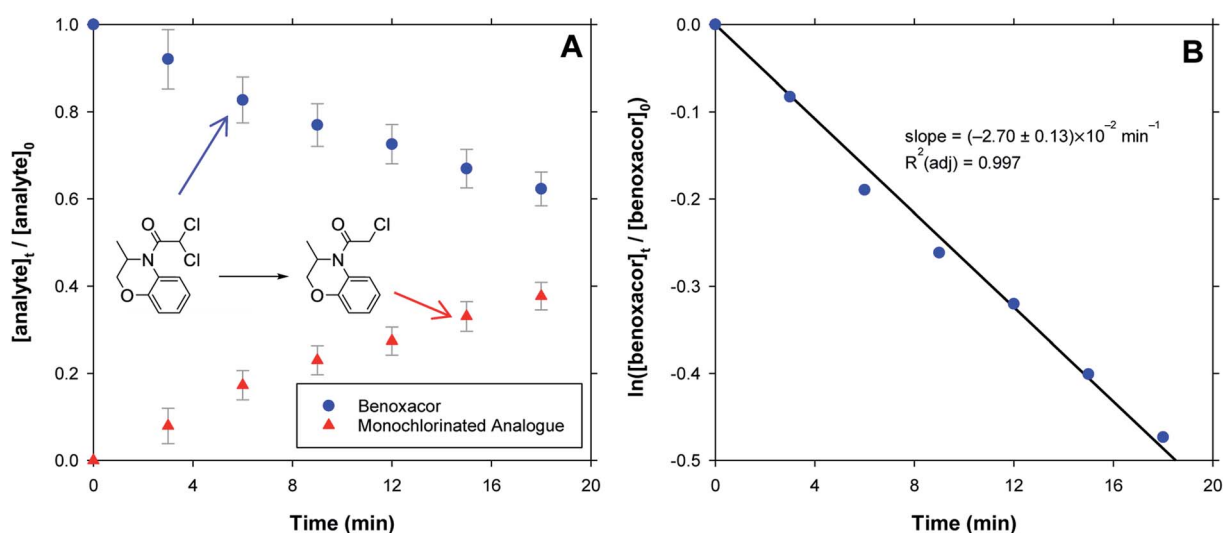 A
[analyte]t / [analyte]0
1.0
0.8
0.6
0.4
0.2
0.0
O
Cl
Cl
N
O
O
Cl
N
O
Benoxacor
Monochlorinated Analogue
0
4
8
12
16
20
Time (min)
B
ln([benoxacor]t / [benoxacor]0)
0.0
-0.1
-0.2
-0.3
-0.4
-0.5
slope = (–2.70 ± 0.13)×10⁻² min⁻¹
R²(adj) = 0.997
0
4
8
12
16
20
Time (min)